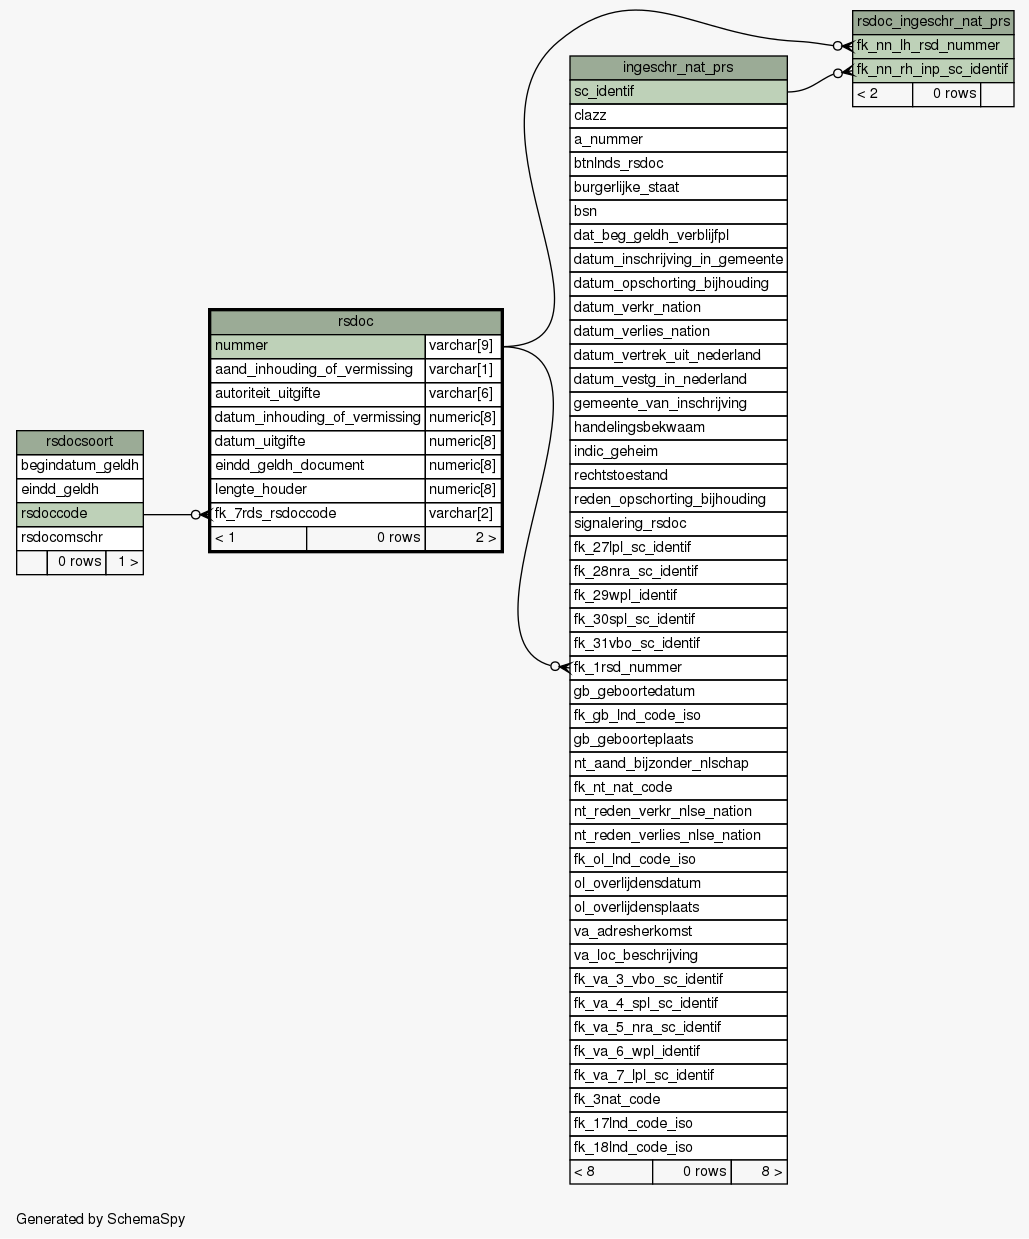 rsdoc_ingeschr_nat_prs
fk_nn_lh_rsd_nummer
fk_nn_rh_inp_sc_identif
< 2 0 rows
ingeschr_nat_prs
sc_identif
clazz
a_nummer
btnlnds_rsdoc
burgerlijke_staat
bsn
dat_beg_geldh_verblijfpl
datum_inschrijving_in_gemeente
datum_opschorting_bijhouding
datum_verkr_nation
datum_verlies_nation
datum_vertrek_uit_nederland
datum_vestg_in_nederland
gemeente_van_inschrijving
handelingsbekwaam
indic_geheim
rechtstoestand
reden_opschorting_bijhouding
signalering_rsdoc
fk_27lpl_sc_identif
fk_28nra_sc_identif
fk_29wpl_identif
fk_30spl_sc_identif
fk_31vbo_sc_identif
fk_1rsd_nummer
gb_geboortedatum
fk_gb_lnd_code_iso
gb_geboorteplaats
nt_aand_bijzonder_nlschap
fk_nt_nat_code
nt_reden_verkr_nlse_nation
nt_reden_verlies_nlse_nation
fk_ol_lnd_code_iso
ol_overlijdensdatum
ol_overlijdensplaats
va_adresherkomst
va_loc_beschrijving
fk_va_3_vbo_sc_identif
fk_va_4_spl_sc_identif
fk_va_5_nra_sc_identif
fk_va_6_wpl_identif
fk_va_7_lpl_sc_identif
fk_3nat_code
fk_17lnd_code_iso
fk_18lnd_code_iso
< 8 0 rows 8 >
rsdoc
nummer varchar[9]
aand_inhouding_of_vermissing varchar[1]
autoriteit_uitgifte varchar[6]
datum_inhouding_of_vermissing numeric[8]
datum_uitgifte numeric[8]
eindd_geldh_document numeric[8]
lengte_houder numeric[8]
fk_7rds_rsdoccode varchar[2]
< 1 0 rows 2 >
rsdocsoort
begindatum_geldh
eindd_geldh
rsdoccode
rsdocomschr
0 rows 1 >
Generated by SchemaSpy